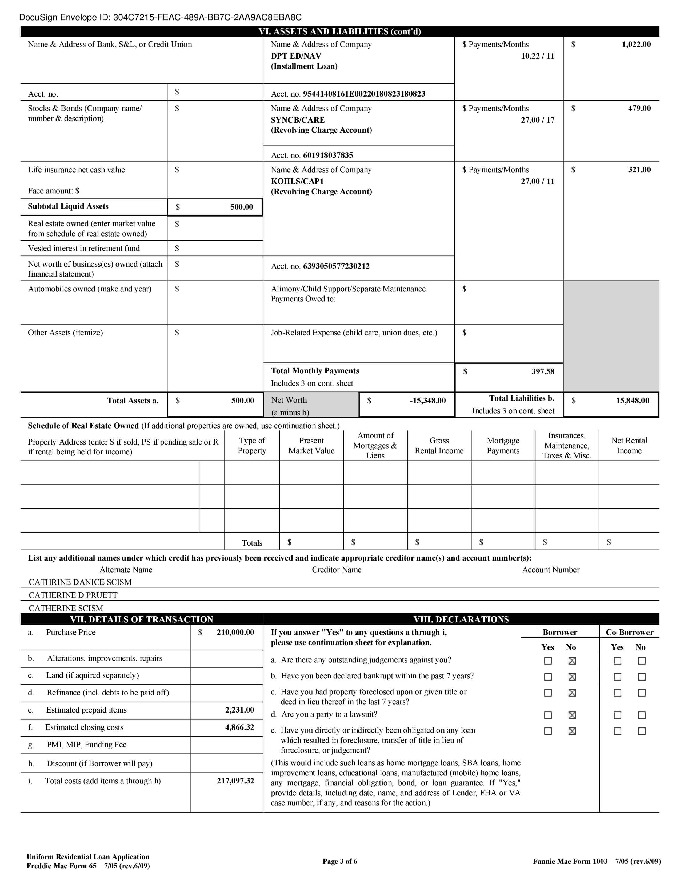 DocuSign Envelope ID: 304C7215-FEAC-489A-BB7C-2AA9AC8EBA8C
VI. ASSETS AND LIABILITIES (cont'd)
Name & Address of Bank, S&L, or Credit Union
Name & Address of Company
$ Payments/Months
$ 1,022.00
DPT ED/NAV
10.22 / 11
(Installment Loan)
Acct. no.
$
Acct. no. 95441408161E00220180823180823
Stocks & Bonds (Company name/
number & description)
$
Name & Address of Company
$ Payments/Months
$ 479.00
SYNCB/CARE
27.00 / 17
(Revolving Charge Account)
Acct. no. 601918037835
Life insurance net cash value
$
Name & Address of Company
$ Payments/Months
$ 321.00
KOHLS/CAP1
27.00 / 11
Face amount: $
(Revolving Charge Account)
Subtotal Liquid Assets
$ 500.00
Real estate owned (enter market value
from schedule of real estate owned)
$
Vested interest in retirement fund
$
Net worth of business(es) owned (attach
financial statement)
$
Acct. no. 6393050577230212
Automobiles owned (make and year)
$
Alimony/Child Support/Separate Maintenance
Payments Owed to:
$
Other Assets (itemize)
$
Job-Related Expense (child care, union dues, etc.)
$
Total Monthly Payments
$ 397.58
Includes 3 on cont. sheet
Total Assets a.
$ 500.00
Net Worth
(a minus b)
$ -15,348.00
Total Liabilities b.
Includes 3 on cont. sheet
$ 15,848.00
Schedule of Real Estate Owned (If additional properties are owned, use continuation sheet.)
Property Address (enter S if sold, PS if pending sale or R
if rental being held for income)
Type of
Property
Present
Market Value
Amount of
Mortgages &
Liens
Gross
Rental Income
Mortgage
Payments
Insurances,
Maintenance,
Taxes & Misc.
Net Rental
Income
Totals $ $ $ $ $ $
List any additional names under which credit has previously been received and indicate appropriate creditor name(s) and account number(s):
Alternate Name
Creditor Name
Account Number
CATHRINE DANICE SCISM
CATHERINE D PRUETT
CATHERINE SCISM
VII. DETAILS OF TRANSACTION
VIII. DECLARATIONS
a. Purchase Price $ 210,000.00
b. Alterations, improvements, repairs
c. Land (if aquired separately)
d. Refinance (incl. debts to be paid off)
e. Estimated prepaid items 2,231.00
f. Estimated closing costs 4,866.32
g. PMI, MIP, Funding Fee
h. Discount (if Borrower will pay)
i. Total costs (add items a through h) 217,097.32
If you answer "Yes" to any questions a through i,
please use continuation sheet for explanation.
Borrower
Co-Borrower
Yes No Yes No
a. Are there any outstanding judgements against you? ☐ ☒ ☐ ☐
b. Have you been declared bankrupt within the past 7 years? ☐ ☒ ☐ ☐
c. Have you had property foreclosed upon or given title or
deed in lieu thereof in the last 7 years? ☐ ☒ ☐ ☐
d. Are you a party to a lawsuit? ☐ ☒ ☐ ☐
e. Have you directly or indirectly been obligated on any loan ☐ ☒ ☐ ☐
which resulted in foreclosure, transfer of title in lieu of
foreclosure, or judgement?
(This would include such loans as home mortgage loans, SBA loans, home
improvement loans, educational loans, manufactured (mobile) home loans,
any mortgage, financial obligation, bond, or loan guarantee. If "Yes,"
provide details, including date, name, and address of Lender, FHA or VA
case number, if any, and reasons for the action.)
Uniform Residential Loan Application
Freddie Mac Form 65 7/05 (rev.6/09)
Page 3 of 6
Fannie Mae Form 1003 7/05 (rev.6/09)